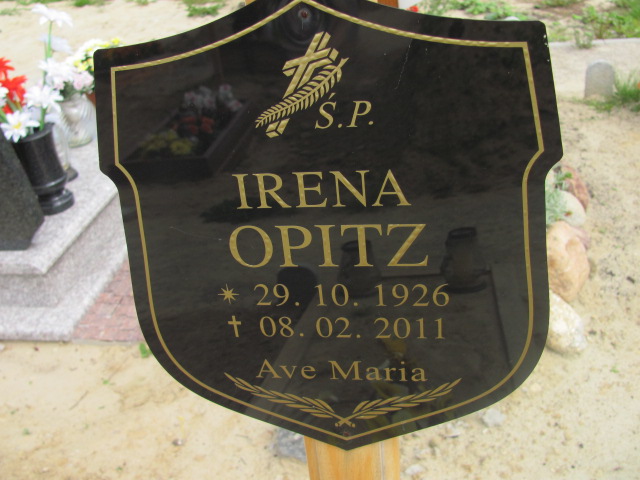 S.P.
IRENA
OPITZ
* 29. 10. 1926
✝ 08. 02. 2011
Ave Maria